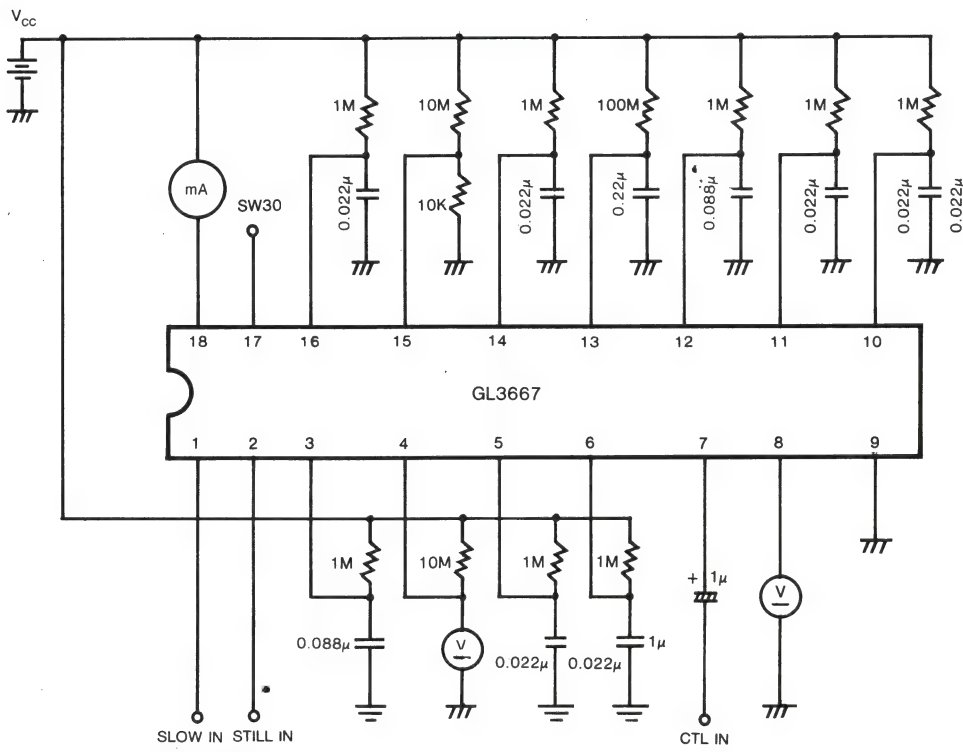 VCC
1M 10M 1M 100M 1M 1M 1M
mA
SW30
0.022μ 10K 0.022μ 0.22μ 0.088μ 0.022μ 0.022μ 0.022μ
18 17 16 15 14 13 12 11 10
GL3667
1 2 3 4 5 6 7 8 9
1M 10M 1M 1M + 1μ
V
0.088μ V 0.022μ 0.022μ 1μ
SLOW IN STILL IN CTL IN